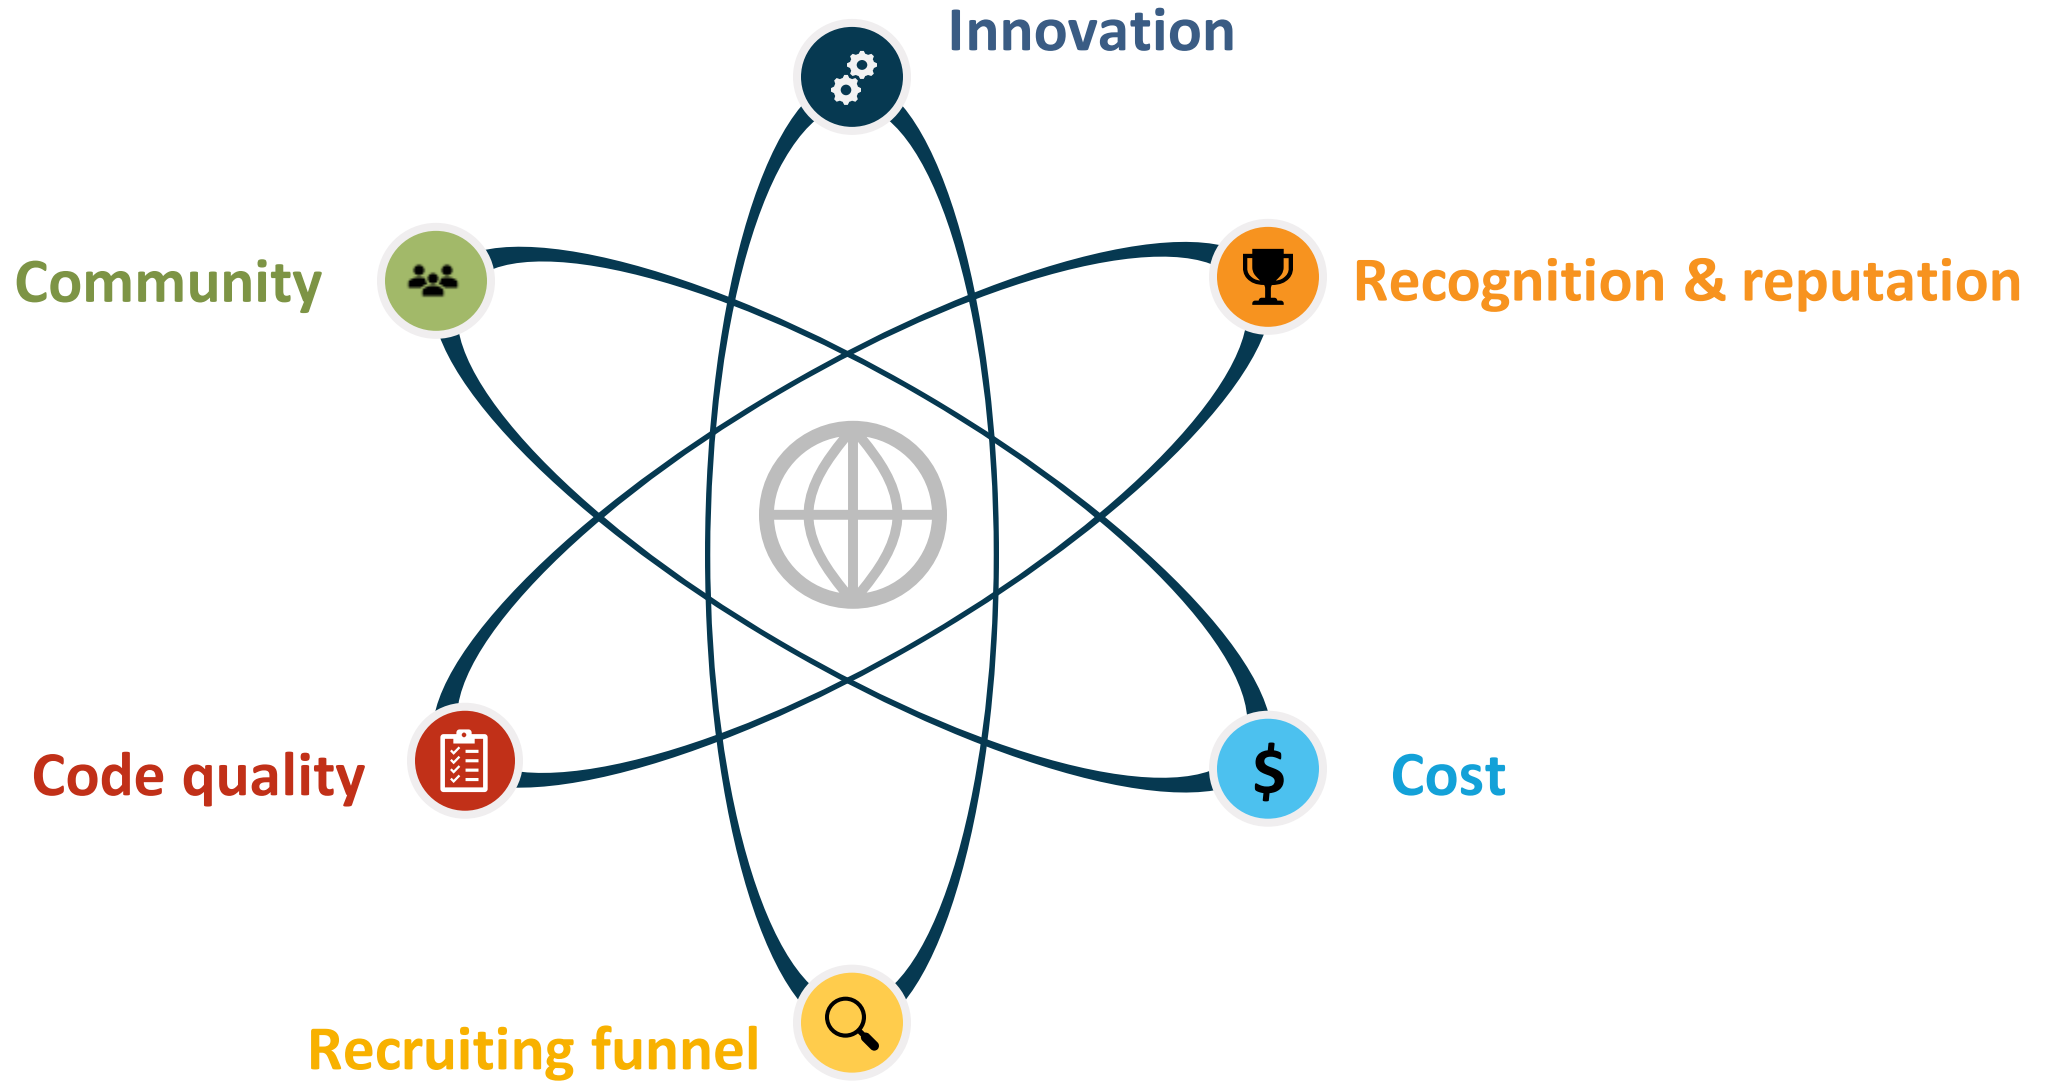 Innovation
Community
Recognition & reputation
Code quality
$
Cost
Recruiting funnel